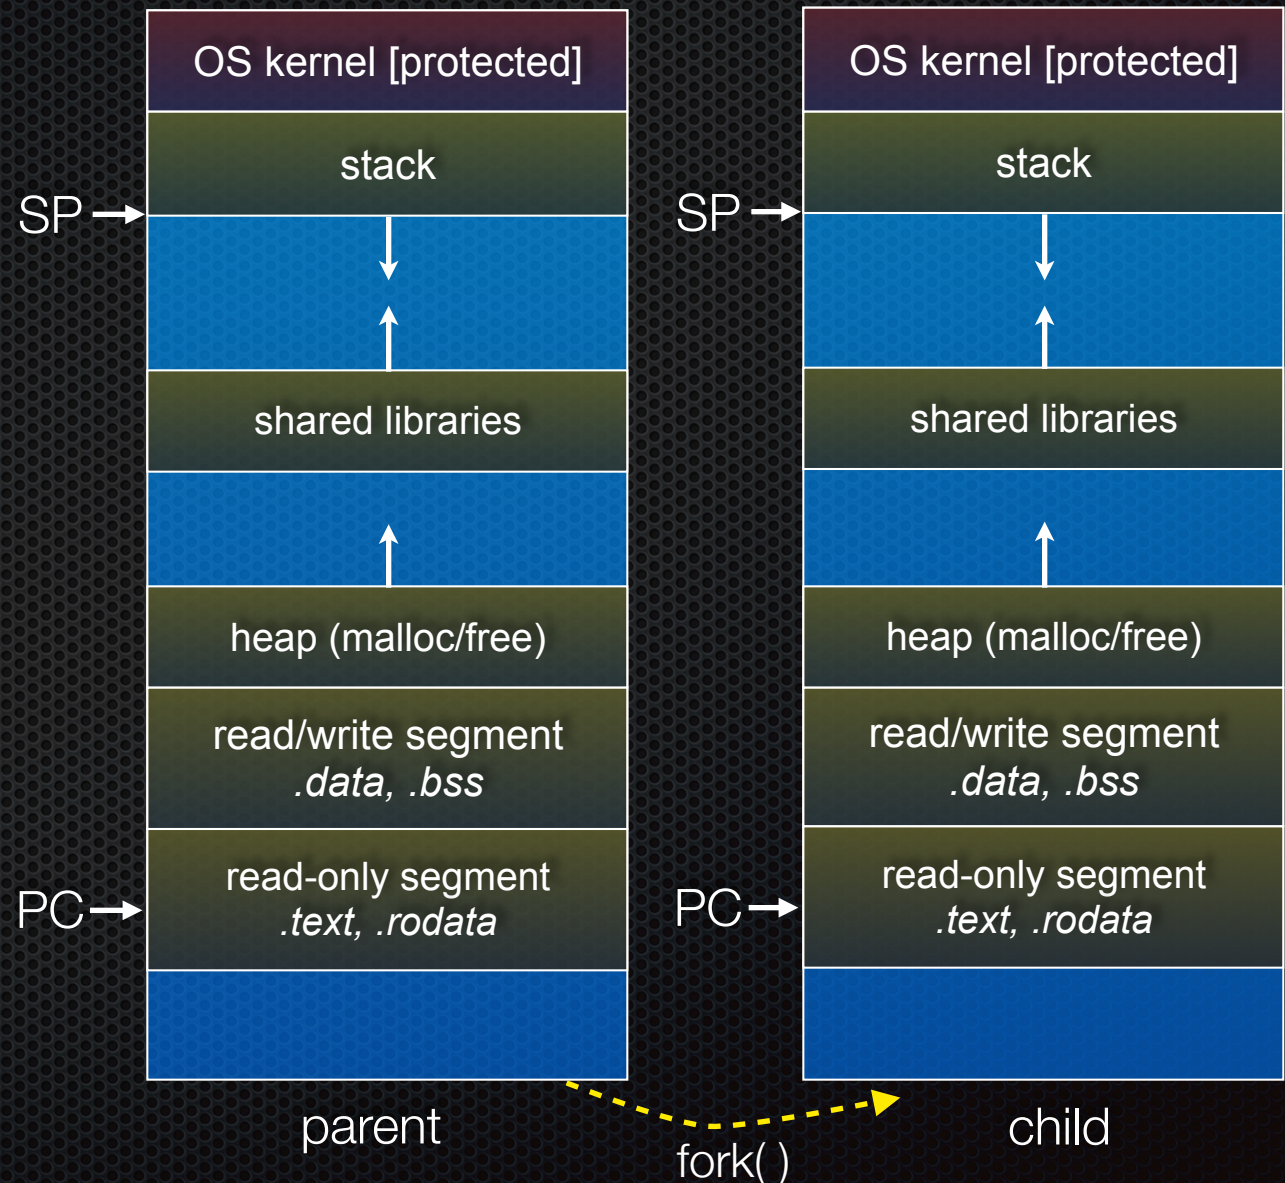 OS kernel [protected]
stack
SP
shared libraries
heap (malloc/free)
read/write segment
.data, .bss
read-only segment
.text, .rodata
PC
parent
OS kernel [protected]
stack
SP
shared libraries
heap (malloc/free)
read/write segment
.data, .bss
read-only segment
.text, .rodata
PC
child
fork( )